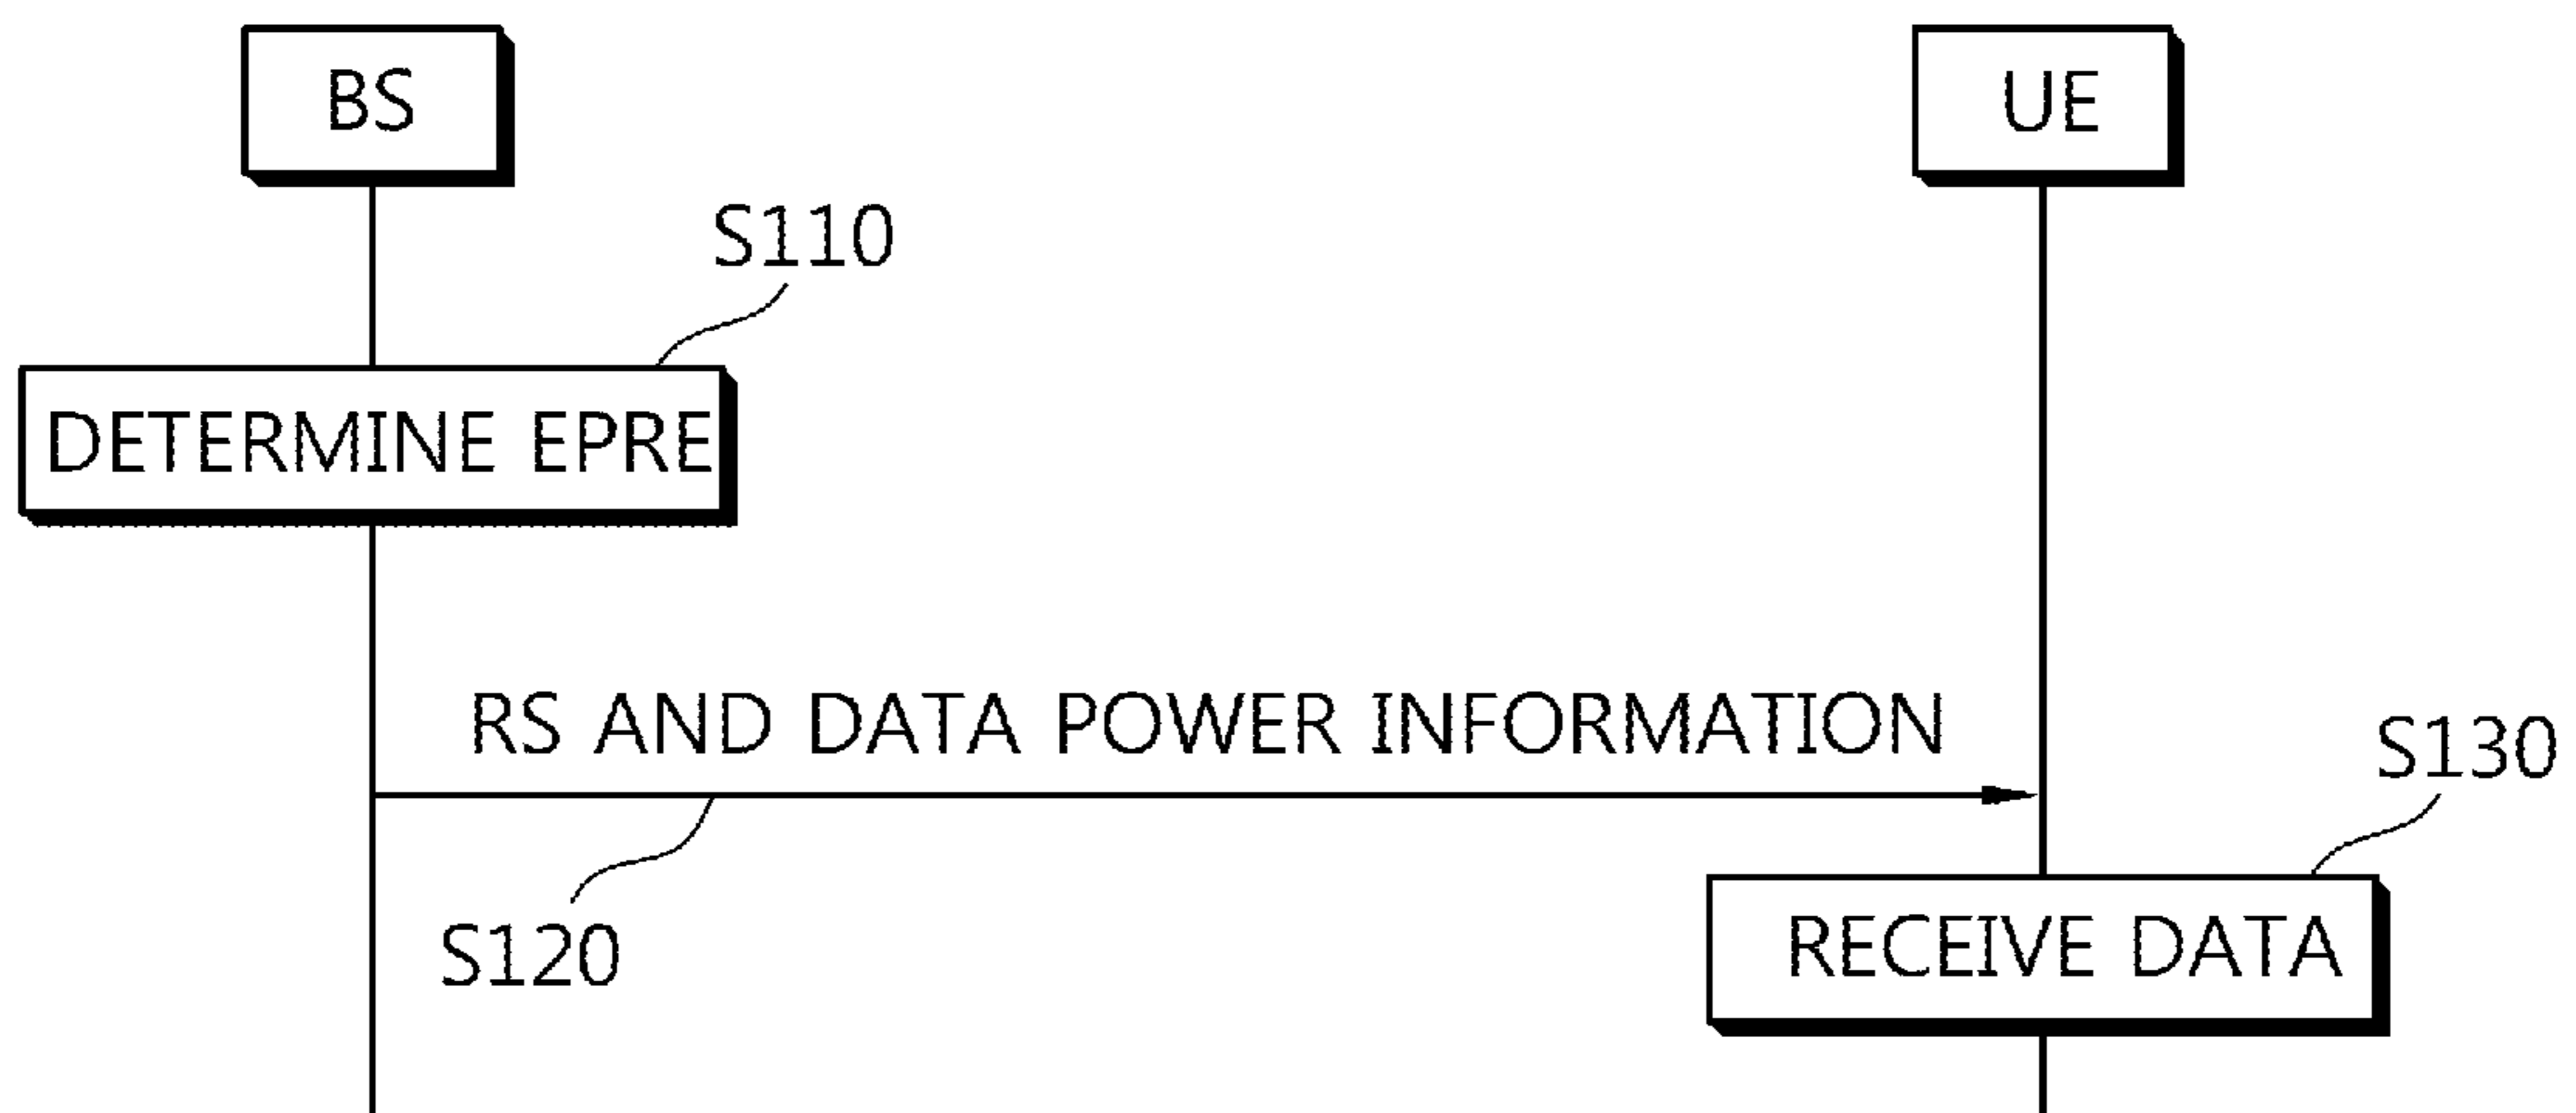 BS
UE
S110
DETERMINE EPRE
RS AND DATA POWER INFORMATION
S130
S120
RECEIVE DATA